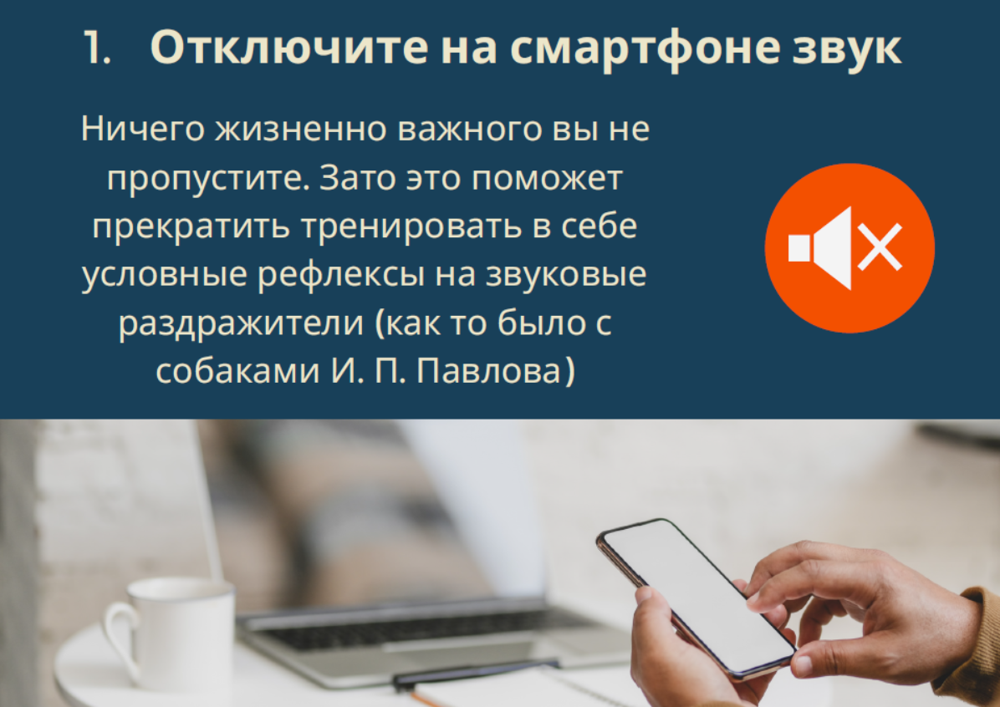 1. Отключите на смартфоне звук
Ничего жизненно важного вы не
пропустите. Зато это поможет
прекратить тренировать в себе
условные рефлексы на звуковые
раздражители (как то было с
собаками И. П. Павлова)